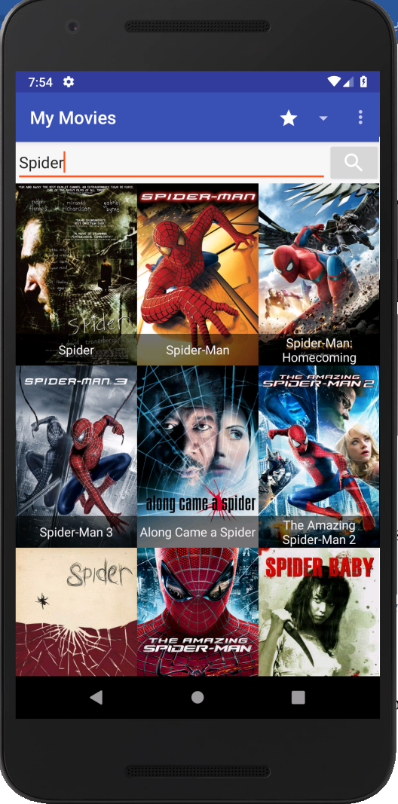 7:54
My Movies
Spider
SPIDER-MAN
spider
Spider
Spider-Man
Spider-Man:
Homecoming
SPIDER-MAN 3
along came a spider
THE AMAZING
SPIDER-MAN 2
Spider-Man 3
Along Came a Spider
The Amazing
Spider-Man 2
Spider
THE AMAZING
SPIDER-MAN
SPIDER BABY